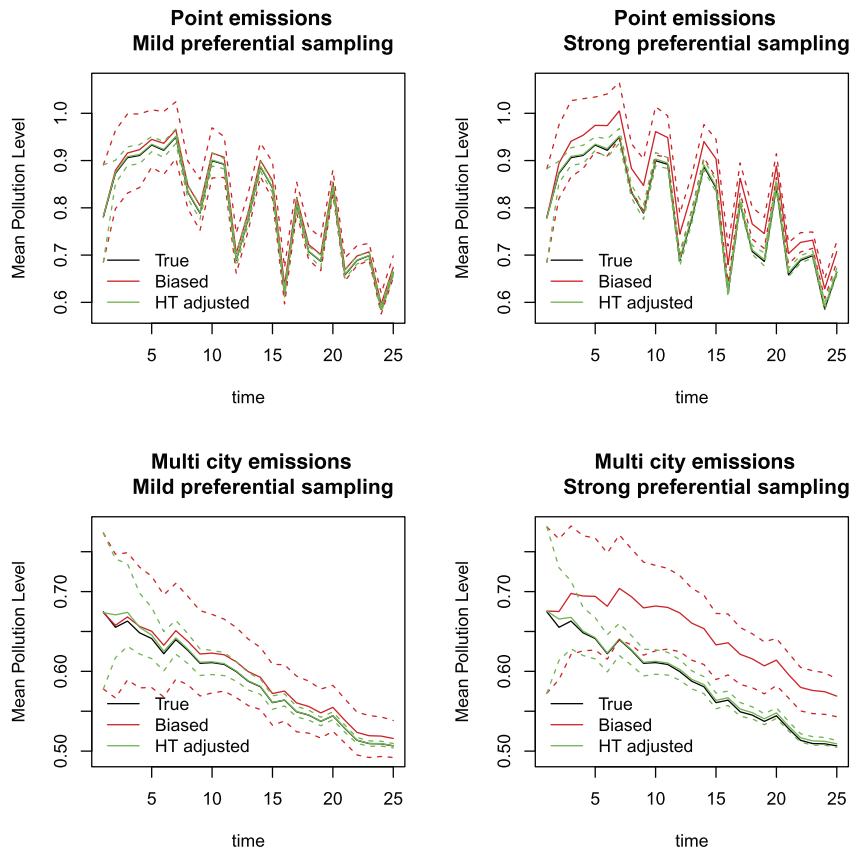 Point emissions
Mild preferential sampling
Mean Pollution Level
1.0
0.9
0.8
0.7
0.6
True
Biased
HT adjusted
5 10 15 20 25
time
Point emissions
Strong preferential sampling
Mean Pollution Level
1.0
0.9
0.8
0.7
0.6
True
Biased
HT adjusted
5 10 15 20 25
time
Multi city emissions
Mild preferential sampling
Mean Pollution Level
0.70
0.60
0.50
True
Biased
HT adjusted
5 10 15 20 25
time
Multi city emissions
Strong preferential sampling
Mean Pollution Level
0.70
0.60
0.50
True
Biased
HT adjusted
5 10 15 20 25
time